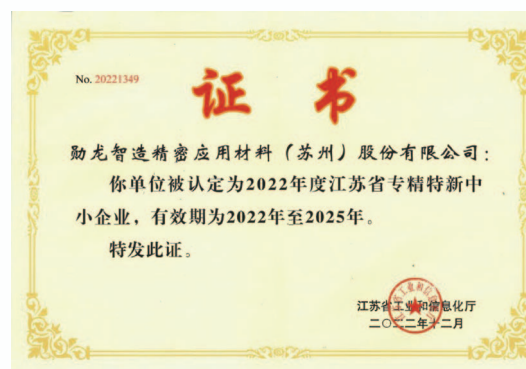 No. 20221349
证 书
勋龙智造精密应用材料（苏州）股份有限公司：
你单位被认定为2022年度江苏省专精特新中
小企业，有效期为2022年至2025年。
特发此证。
江苏省工业和信息化厅
二〇二二年十二月